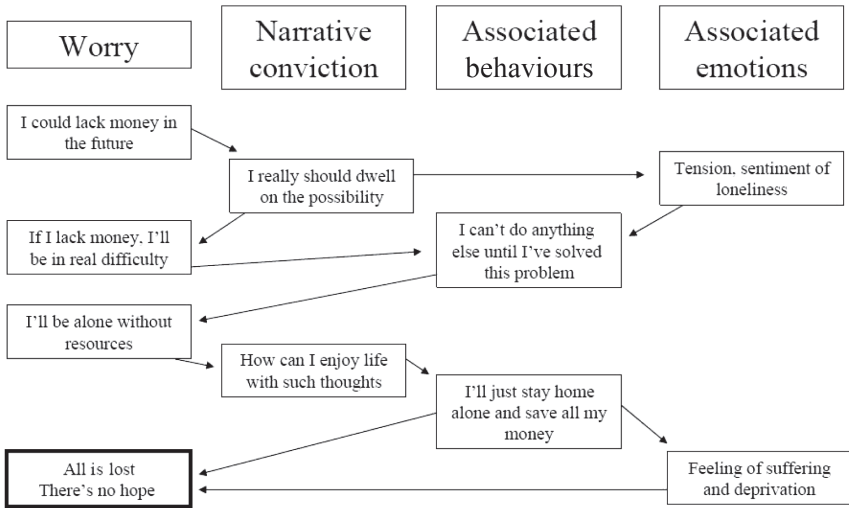 Worry
Narrative
conviction
Associated
behaviours
Associated
emotions
I could lack money in
the future
I really should dwell
on the possibility
Tension, sentiment of
loneliness
If I lack money, I'll
be in real difficulty
I can't do anything
else until I've solved
this problem
I'll be alone without
resources
How can I enjoy life
with such thoughts
I'll just stay home
alone and save all my
money
All is lost
There's no hope
Feeling of suffering
and deprivation